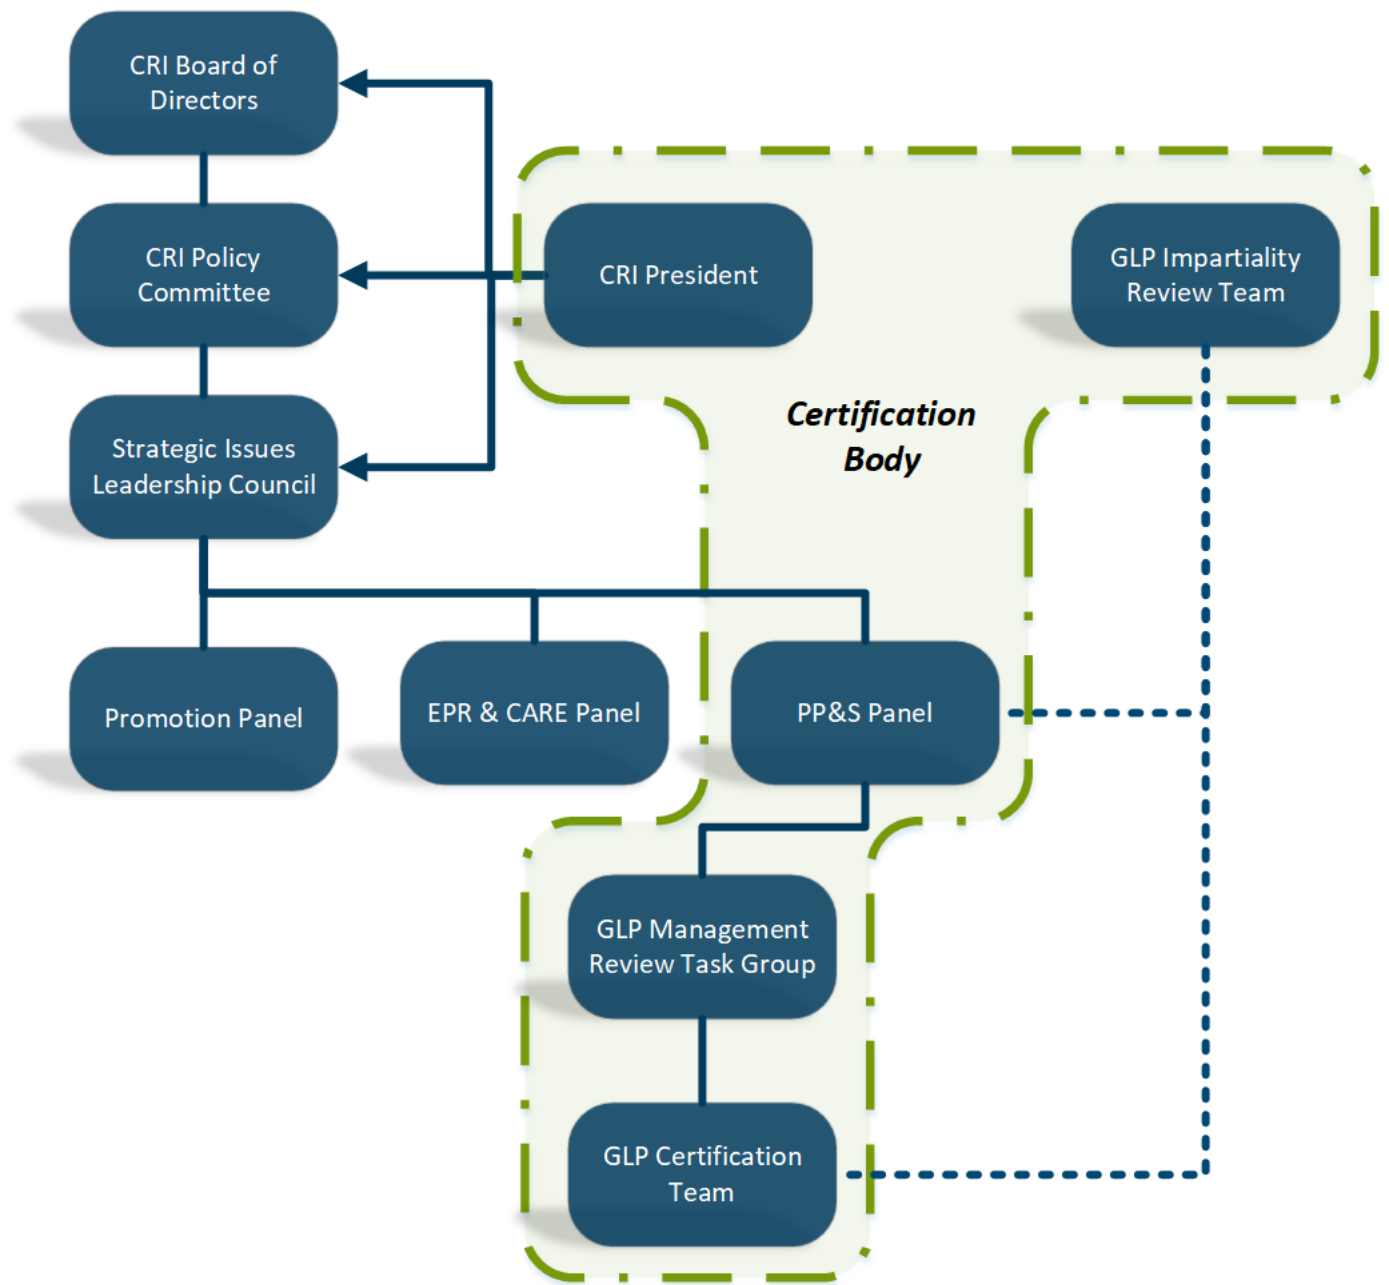 CRI Board of
Directors
CRI Policy
Committee
CRI President
GLP Impartiality
Review Team
Certification
Body
Strategic Issues
Leadership Council
Promotion Panel
EPR & CARE Panel
PP&S Panel
GLP Management
Review Task Group
GLP Certification
Team